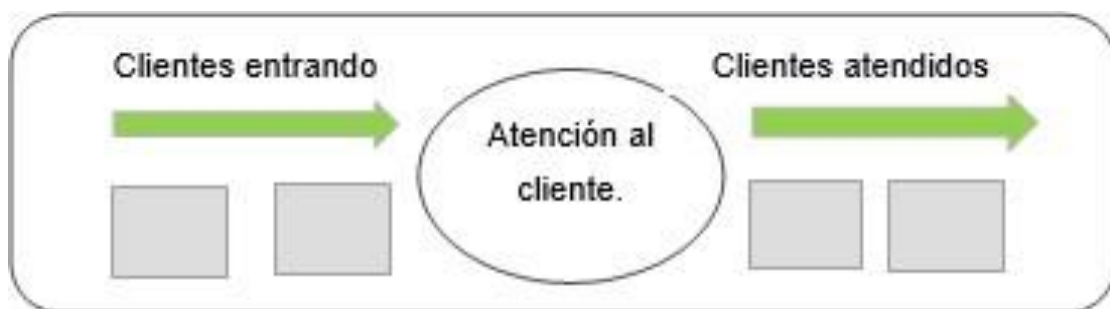 Clientes entrando
Clientes atendidos
Atención al
cliente.